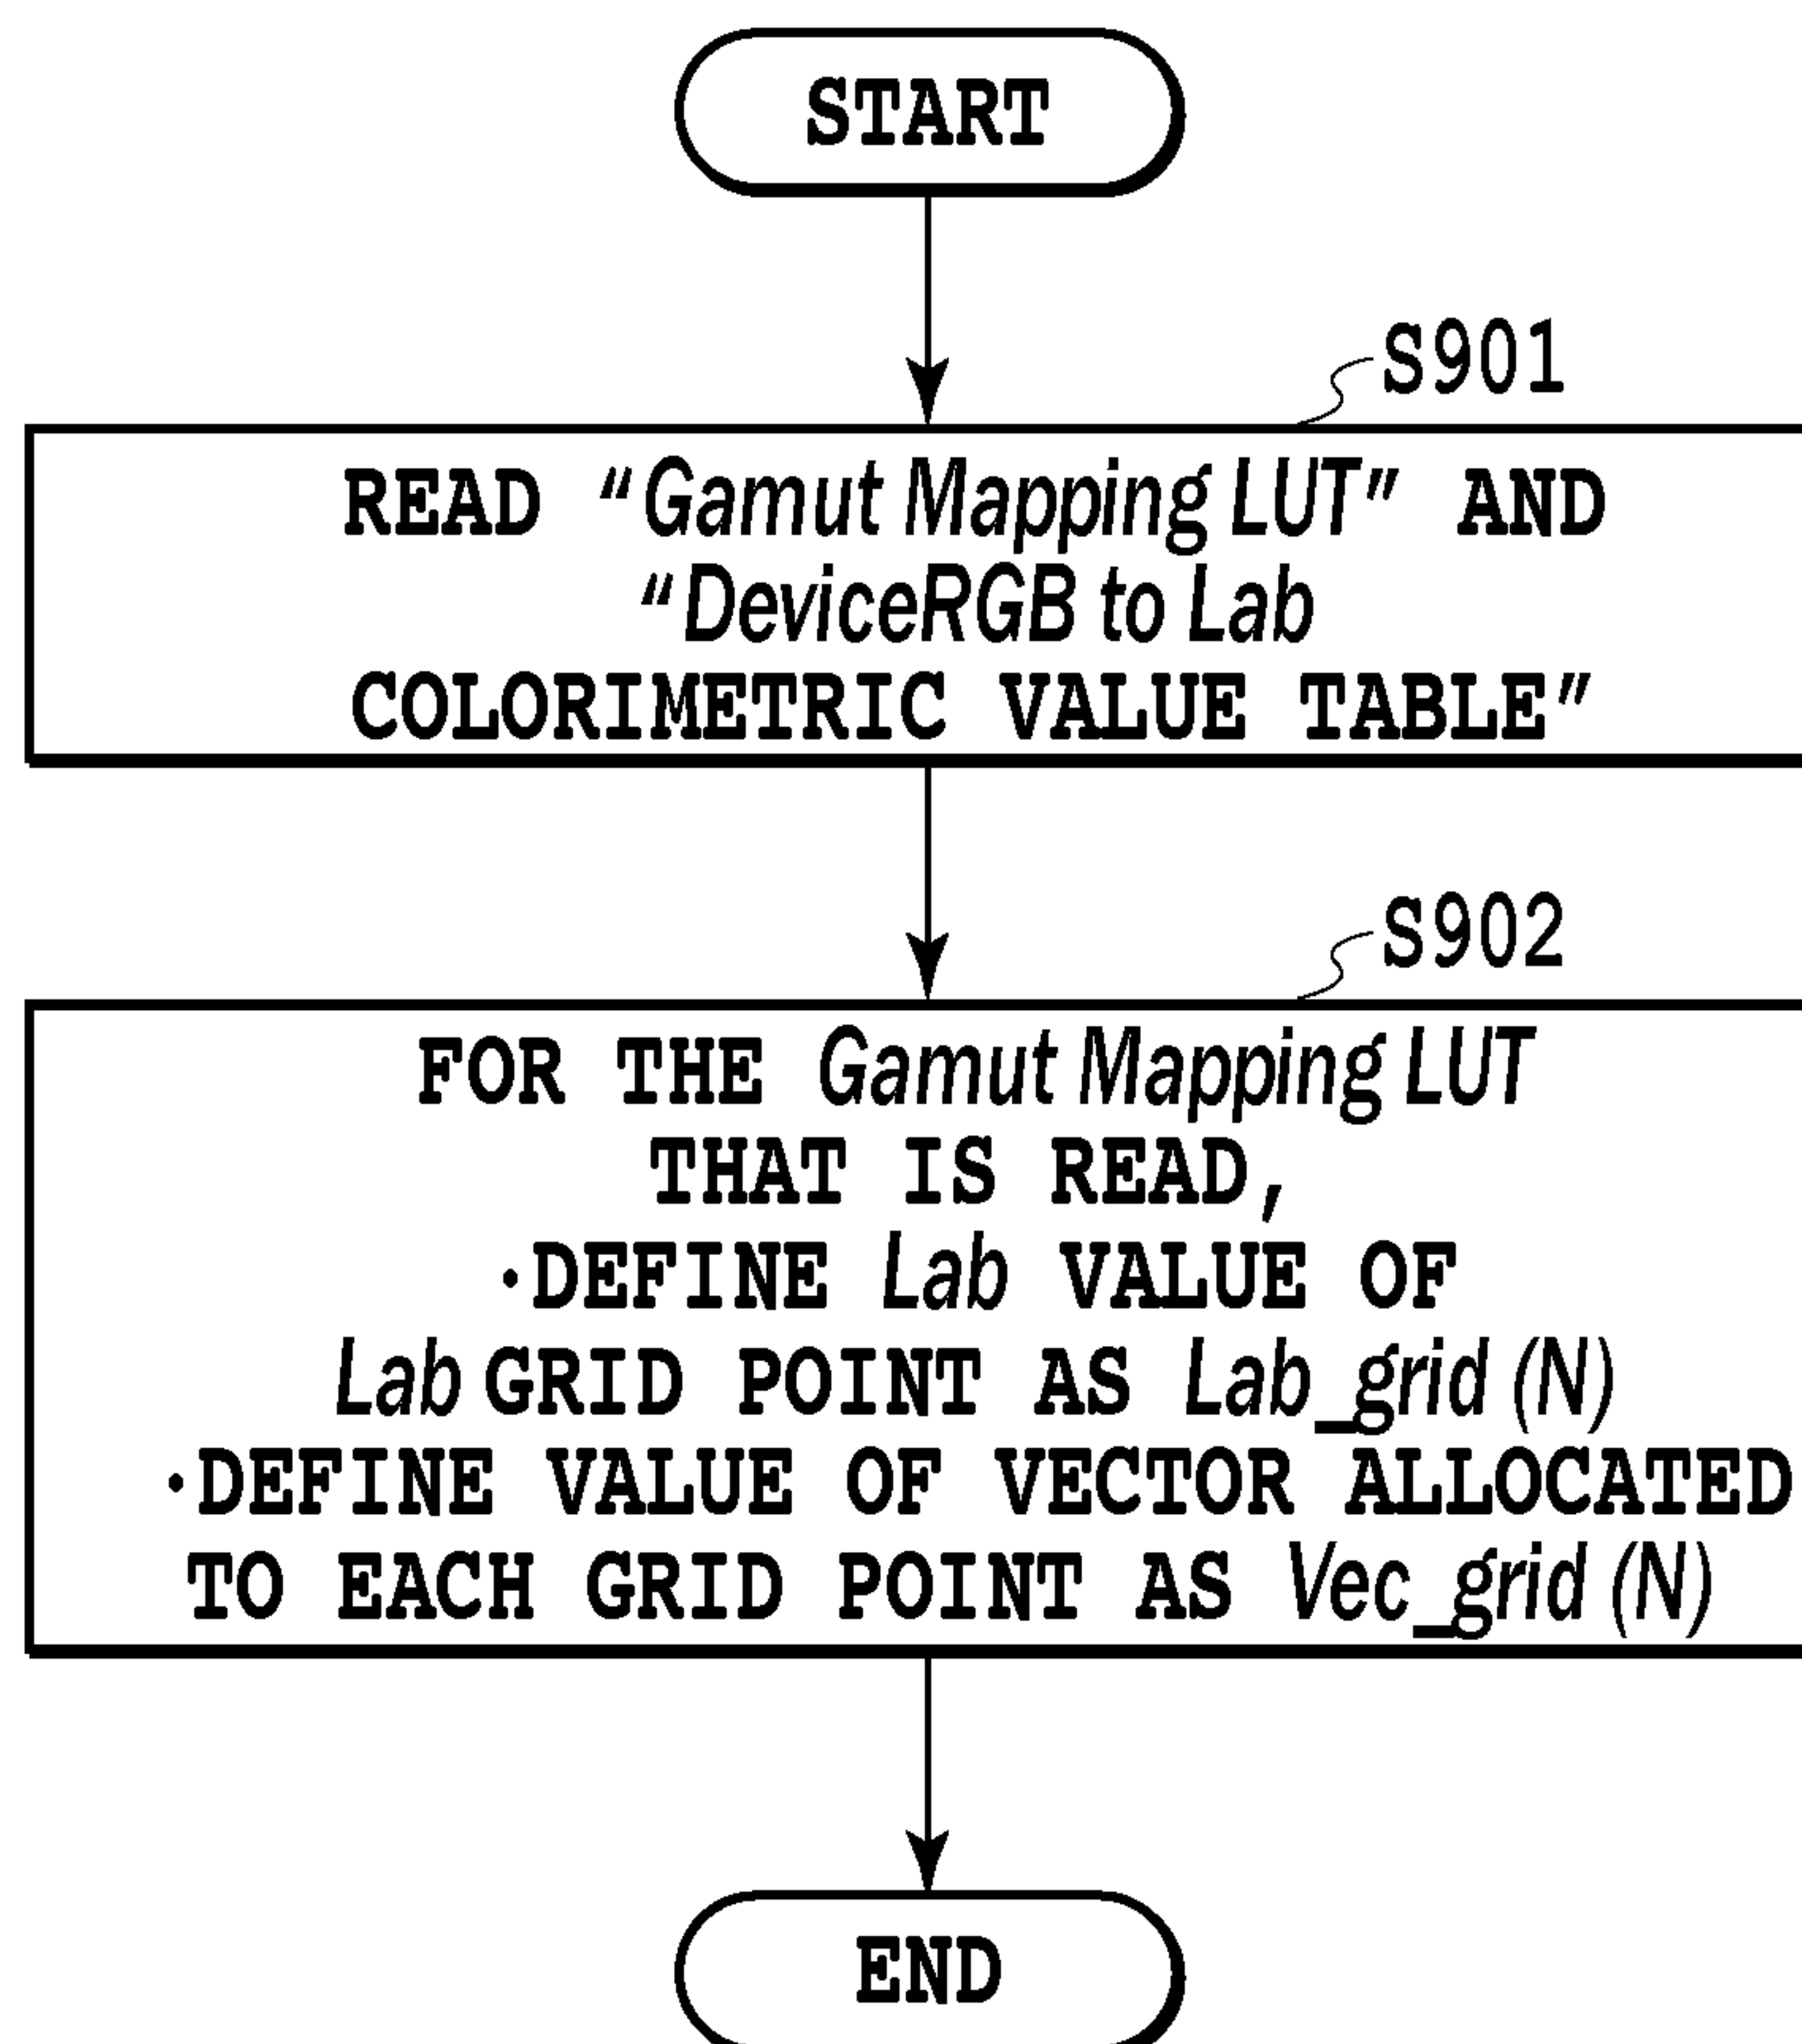 START
S901
READ "Gamut Mapping LUT" AND
"DeviceRGB to Lab
COLORIMETRIC VALUE TABLE"
S902
FOR THE Gamut Mapping LUT
THAT IS READ,
·DEFINE Lab VALUE OF
Lab GRID POINT AS Lab_grid (N)
·DEFINE VALUE OF VECTOR ALLOCATED
TO EACH GRID POINT AS Vec_grid (N)
END